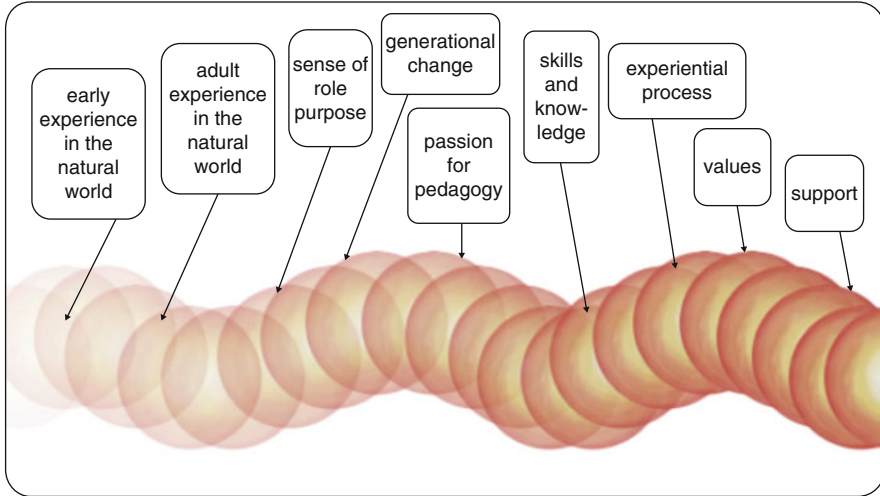 early
experience
in the
natural
world
adult
experience
in the
natural
world
sense of
role
purpose
generational
change
passion
for
pedagogy
skills
and
know-
ledge
experiential
process
values
support